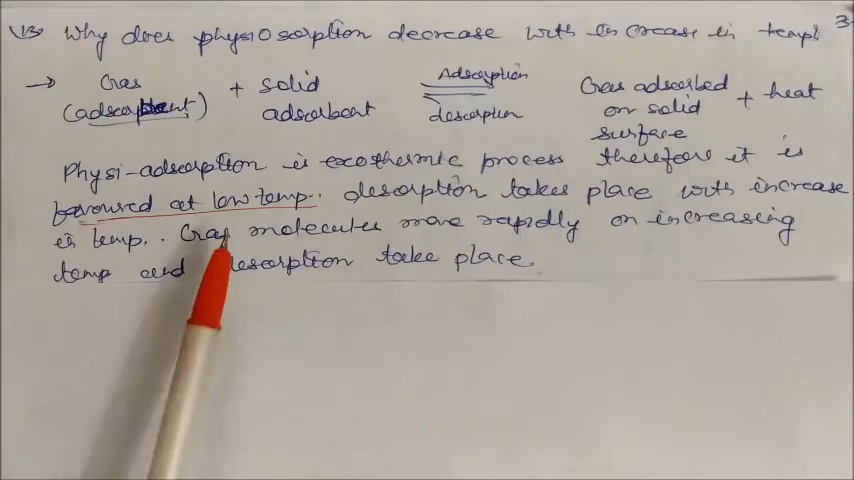 Why does physiosorption decrease with increase in temp? 3
→ Gas + solid Adsorption Gas adsorbed + heat
(adsorbent) adsorbent desorption on solid
surface
Physi-adsorption is exothermic process therefore it is
favoured at low temp.. desorption takes place with increase
in temp.. Gas molecules move rapidly on increasing
temp and desorption take place.